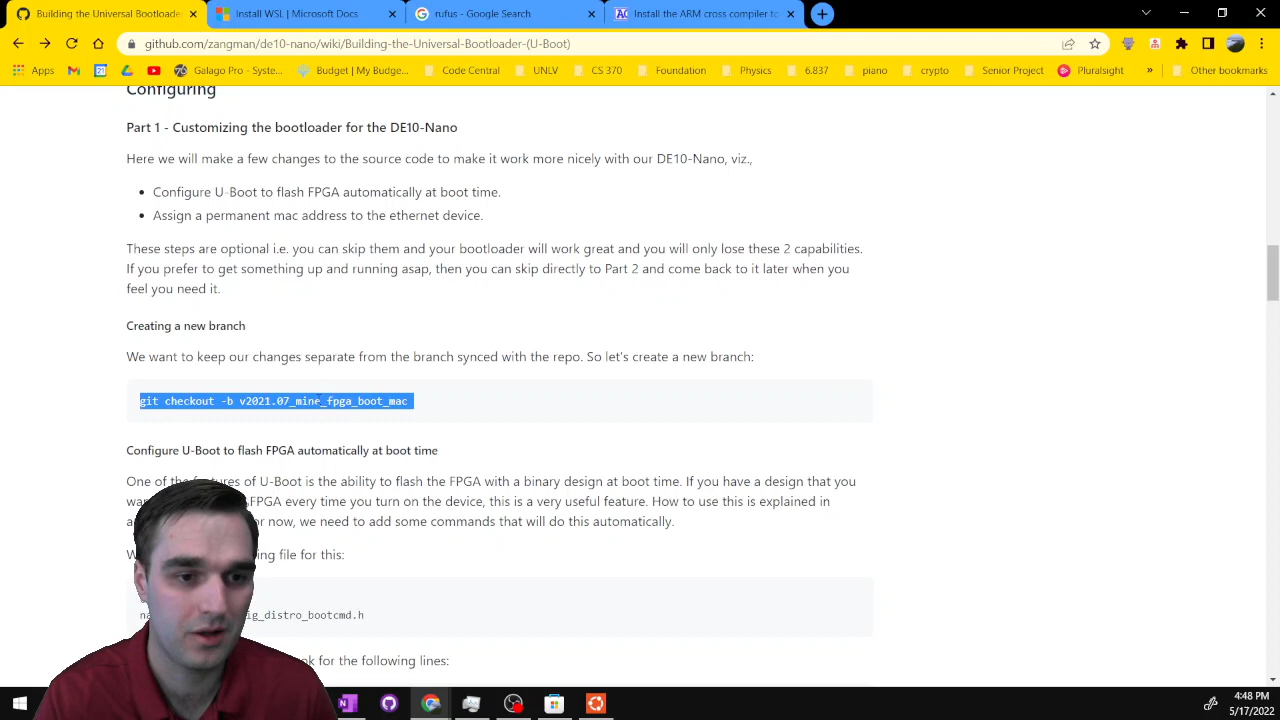 Building the Universal Bootloader
Install WSL | Microsoft Docs
rufus - Google Search
Install the ARM cross compiler to
github.com/zangman/de10-nano/wiki/Building-the-Universal-Bootloader-(U-Boot)
Apps
Galago Pro - Syste...
Budget | My Budge...
Code Central
UNLV
CS 370
Foundation
Physics
6.837
piano
crypto
Senior Project
Pluralsight
Other bookmarks
Configuring
Part 1 - Customizing the bootloader for the DE10-Nano
Here we will make a few changes to the source code to make it work more nicely with our DE10-Nano, viz.,
Configure U-Boot to flash FPGA automatically at boot time.
Assign a permanent mac address to the ethernet device.
These steps are optional i.e. you can skip them and your bootloader will work great and you will only lose these 2 capabilities.
If you prefer to get something up and running asap, then you can skip directly to Part 2 and come back to it later when you
feel you need it.
Creating a new branch
We want to keep our changes separate from the branch synced with the repo. So let's create a new branch:
git checkout -b v2021.07_mine_fpga_boot_mac
Configure U-Boot to flash FPGA automatically at boot time
One of the features of U-Boot is the ability to flash the FPGA with a binary design at boot time. If you have a design that you
FPGA every time you turn on the device, this is a very useful feature. How to use this is explained in
or now, we need to add some commands that will do this automatically.
ing file for this:
ig_distro_bootcmd.h
ok for the following lines:
4:48 PM
5/17/2022